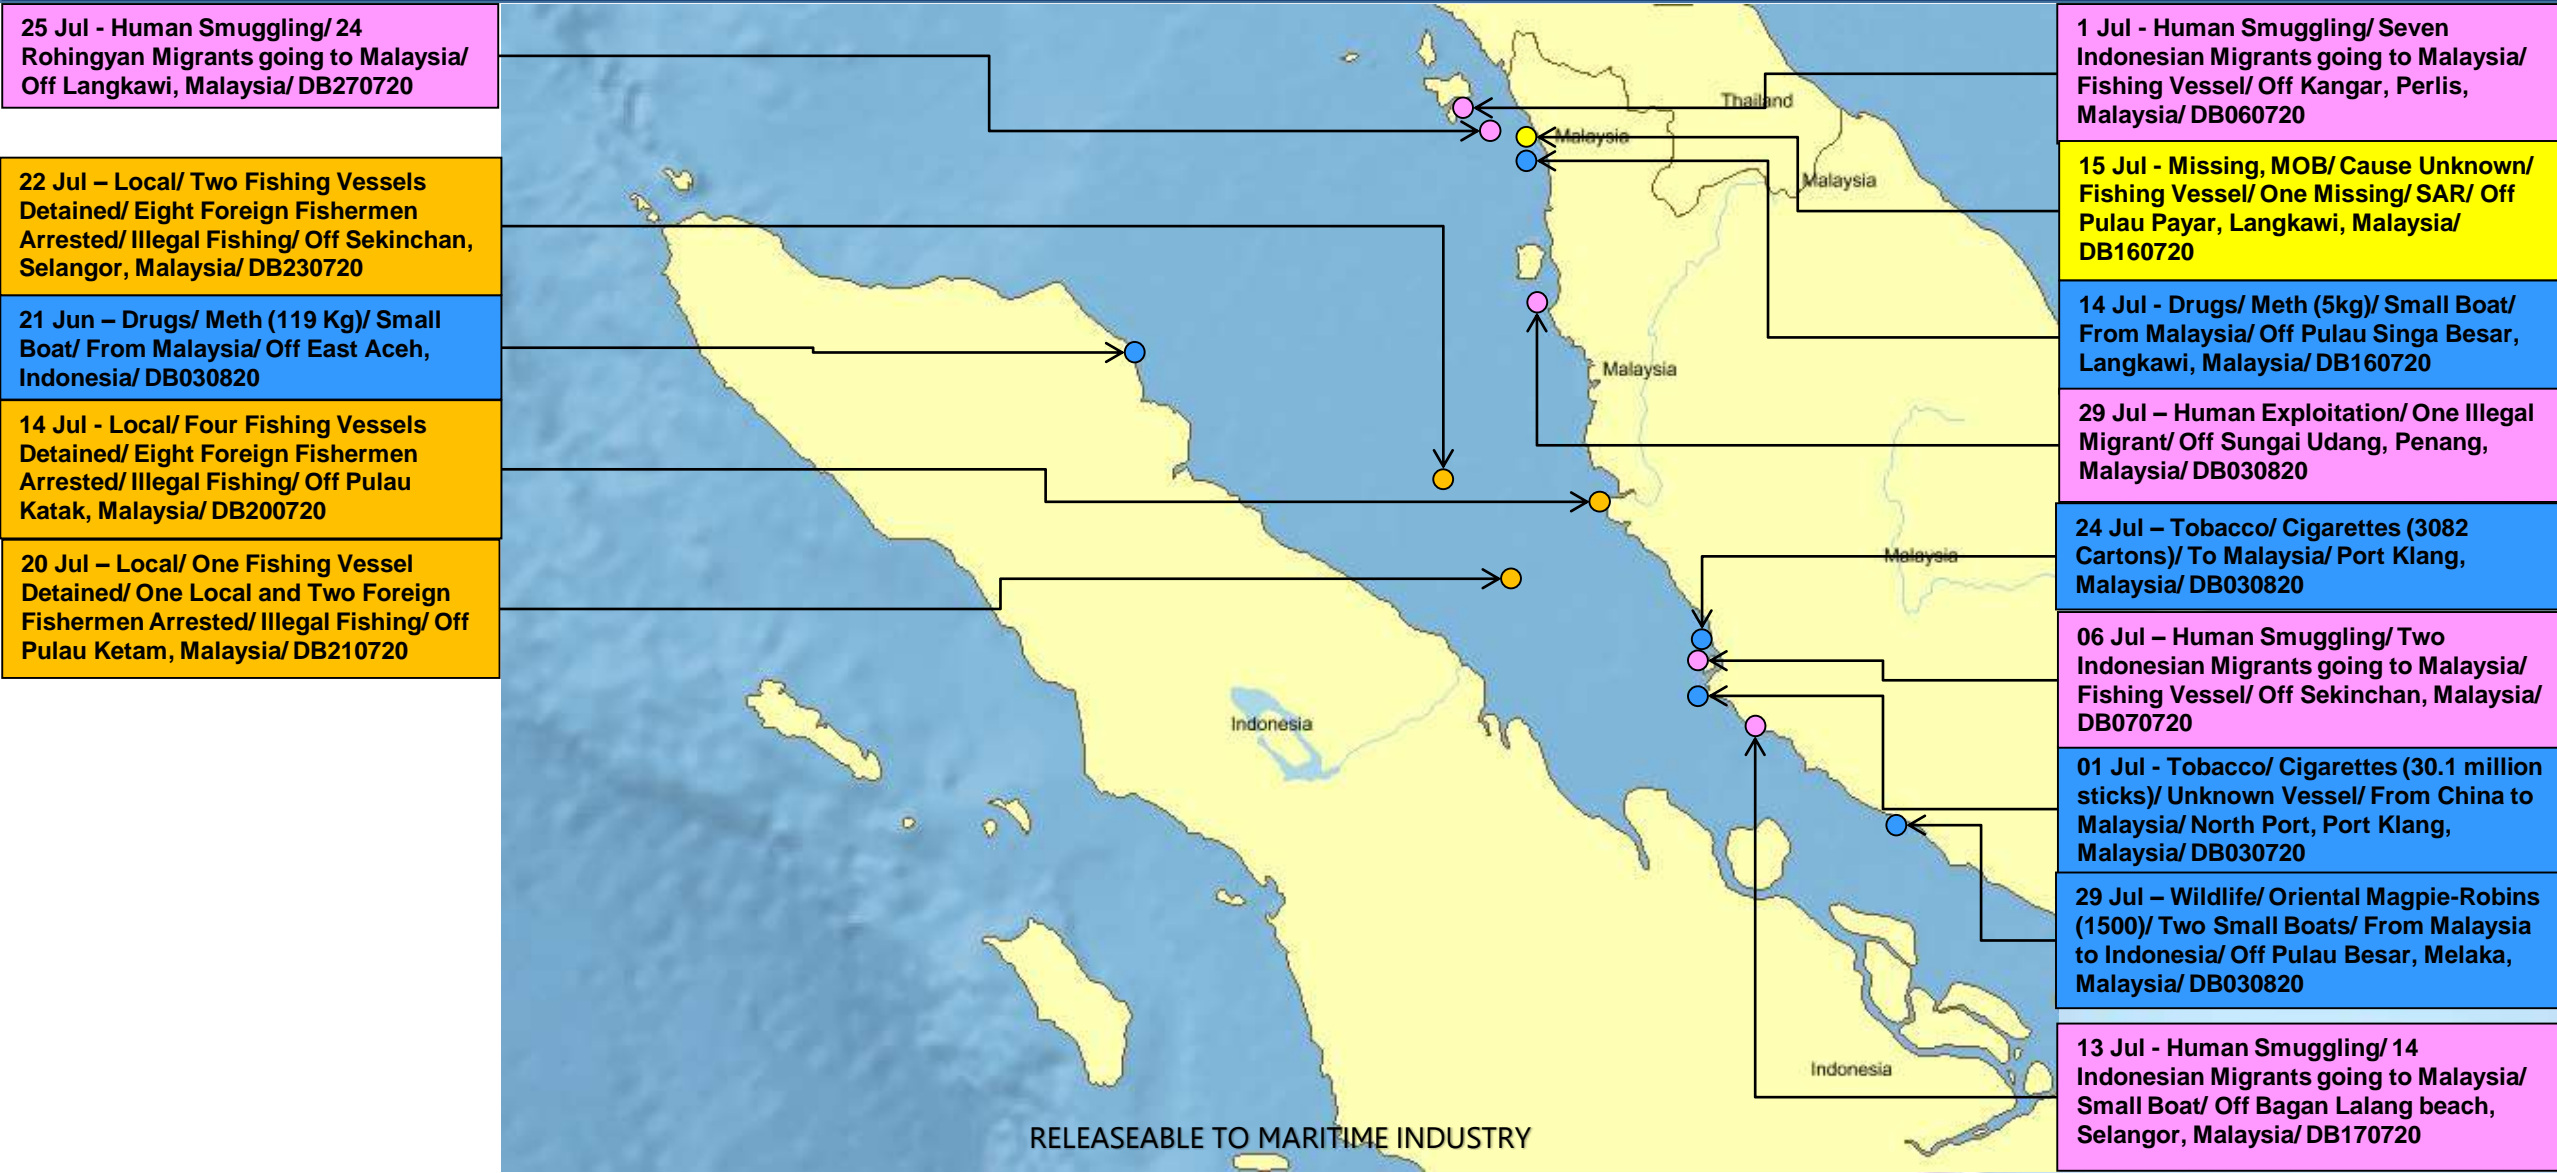 25 Jul - Human Smuggling/ 24
Rohingyan Migrants going to Malaysia/
Off Langkawi, Malaysia/ DB270720
22 Jul – Local/ Two Fishing Vessels
Detained/ Eight Foreign Fishermen
Arrested/ Illegal Fishing/ Off Sekinchan,
Selangor, Malaysia/ DB230720
21 Jun – Drugs/ Meth (119 Kg)/ Small
Boat/ From Malaysia/ Off East Aceh,
Indonesia/ DB030820
14 Jul - Local/ Four Fishing Vessels
Detained/ Eight Foreign Fishermen
Arrested/ Illegal Fishing/ Off Pulau
Katak, Malaysia/ DB200720
20 Jul – Local/ One Fishing Vessel
Detained/ One Local and Two Foreign
Fishermen Arrested/ Illegal Fishing/ Off
Pulau Ketam, Malaysia/ DB210720
Thailand
Malaysia
Malaysia
Malaysia
Malaysia
Indonesia
Indonesia
RELEASEABLE TO MARITIME INDUSTRY
1 Jul - Human Smuggling/ Seven
Indonesian Migrants going to Malaysia/
Fishing Vessel/ Off Kangar, Perlis,
Malaysia/ DB060720
15 Jul - Missing, MOB/ Cause Unknown/
Fishing Vessel/ One Missing/ SAR/ Off
Pulau Payar, Langkawi, Malaysia/
DB160720
14 Jul - Drugs/ Meth (5kg)/ Small Boat/
From Malaysia/ Off Pulau Singa Besar,
Langkawi, Malaysia/ DB160720
29 Jul – Human Exploitation/ One Illegal
Migrant/ Off Sungai Udang, Penang,
Malaysia/ DB030820
24 Jul – Tobacco/ Cigarettes (3082
Cartons)/ To Malaysia/ Port Klang,
Malaysia/ DB030820
06 Jul – Human Smuggling/ Two
Indonesian Migrants going to Malaysia/
Fishing Vessel/ Off Sekinchan, Malaysia/
DB070720
01 Jul - Tobacco/ Cigarettes (30.1 million
sticks)/ Unknown Vessel/ From China to
Malaysia/ North Port, Port Klang,
Malaysia/ DB030720
29 Jul – Wildlife/ Oriental Magpie-Robins
(1500)/ Two Small Boats/ From Malaysia
to Indonesia/ Off Pulau Besar, Melaka,
Malaysia/ DB030820
13 Jul - Human Smuggling/ 14
Indonesian Migrants going to Malaysia/
Small Boat/ Off Bagan Lalang beach,
Selangor, Malaysia/ DB170720